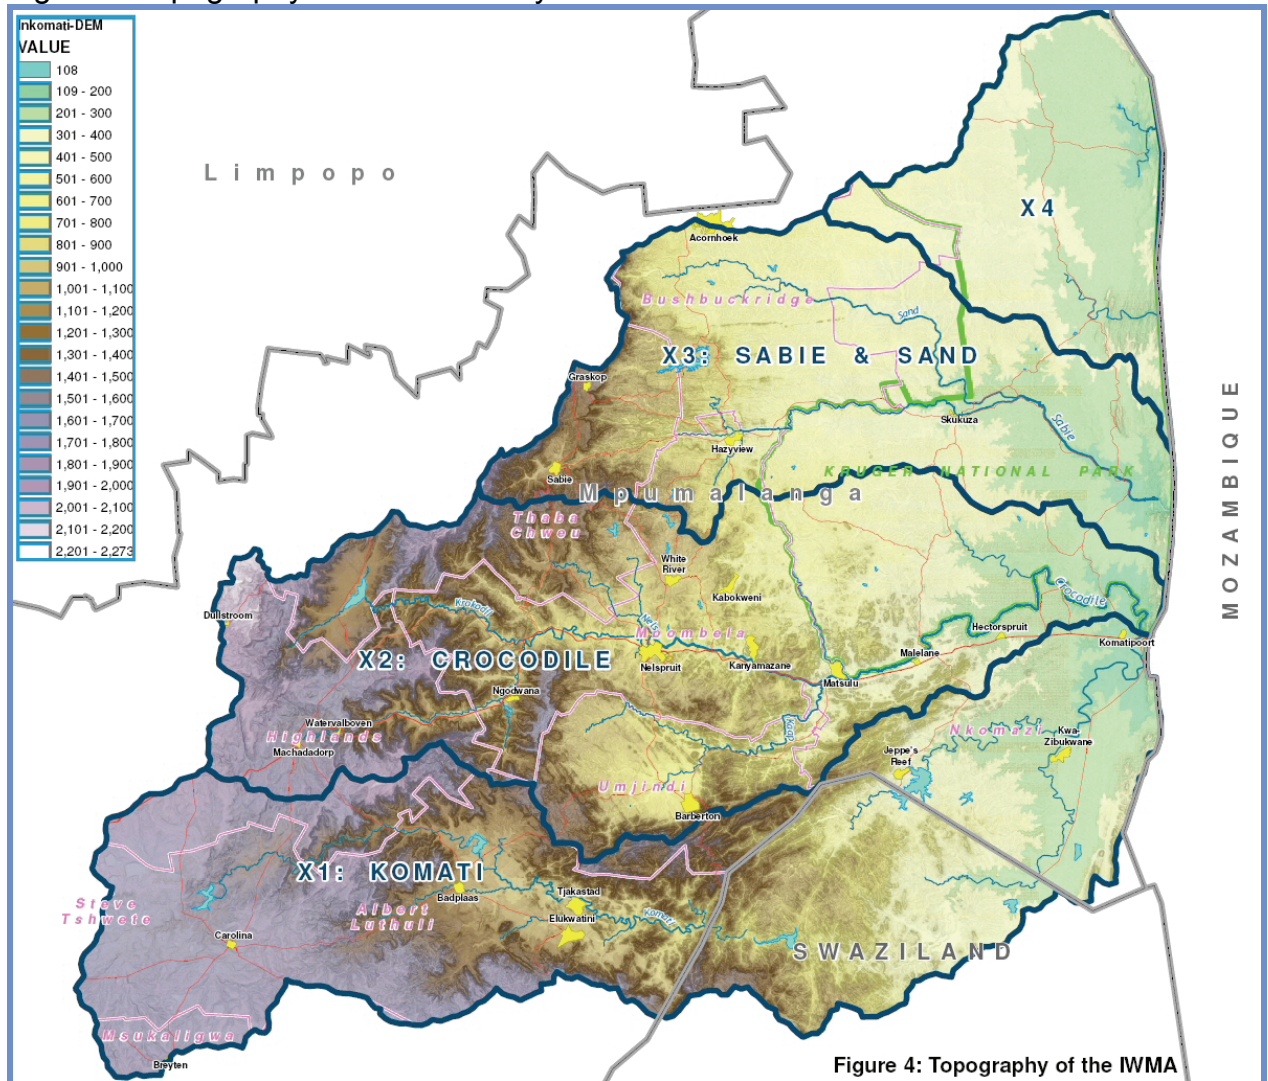 Inkomati-DEM
VALUE
108
109 - 200
201 - 300
301 - 400
401 - 500
501 - 600
601 - 700
701 - 800
801 - 900
901 - 1,000
1,001 - 1,100
1,101 - 1,200
1,201 - 1,300
1,301 - 1,400
1,401 - 1,500
1,501 - 1,600
1,601 - 1,700
1,701 - 1,800
1,801 - 1,900
1,901 - 2,000
2,001 - 2,100
2,101 - 2,200
2,201 - 2,273
Limpopo
X4
Acornhoek
Bushbuckridge
Sand
X3: SABIE & SAND
Graskop
MOZAMBIQUE
Skukuza
Sabie
Hazyview
KRUGER NATIONAL PARK
Sabie
Mpumalanga
Thaba
Chweu
White
River
Kabokweni
Krokodil
Crocodile
Dullstroom
Nels
Mbombela
Hectorspruit
Komatipoort
X2: CROCODILE
Nelspruit
Kanyamazane
Malelane
Matsulu
Ngodwana
Watervalboven
Highlands
Machadadorp
Kaap
Nkomazi
Kwa-
Zibukwane
Jeppe's
Reef
Umjindi
Barberton
X1: KOMATI
Badplaas
Tjakastad
Steve
Tshwete
Albert
Luthuli
Elukwatini
Komati
Carolina
SWAZILAND
Msukaligwa
Breyten
Figure 4: Topography of the IWMA